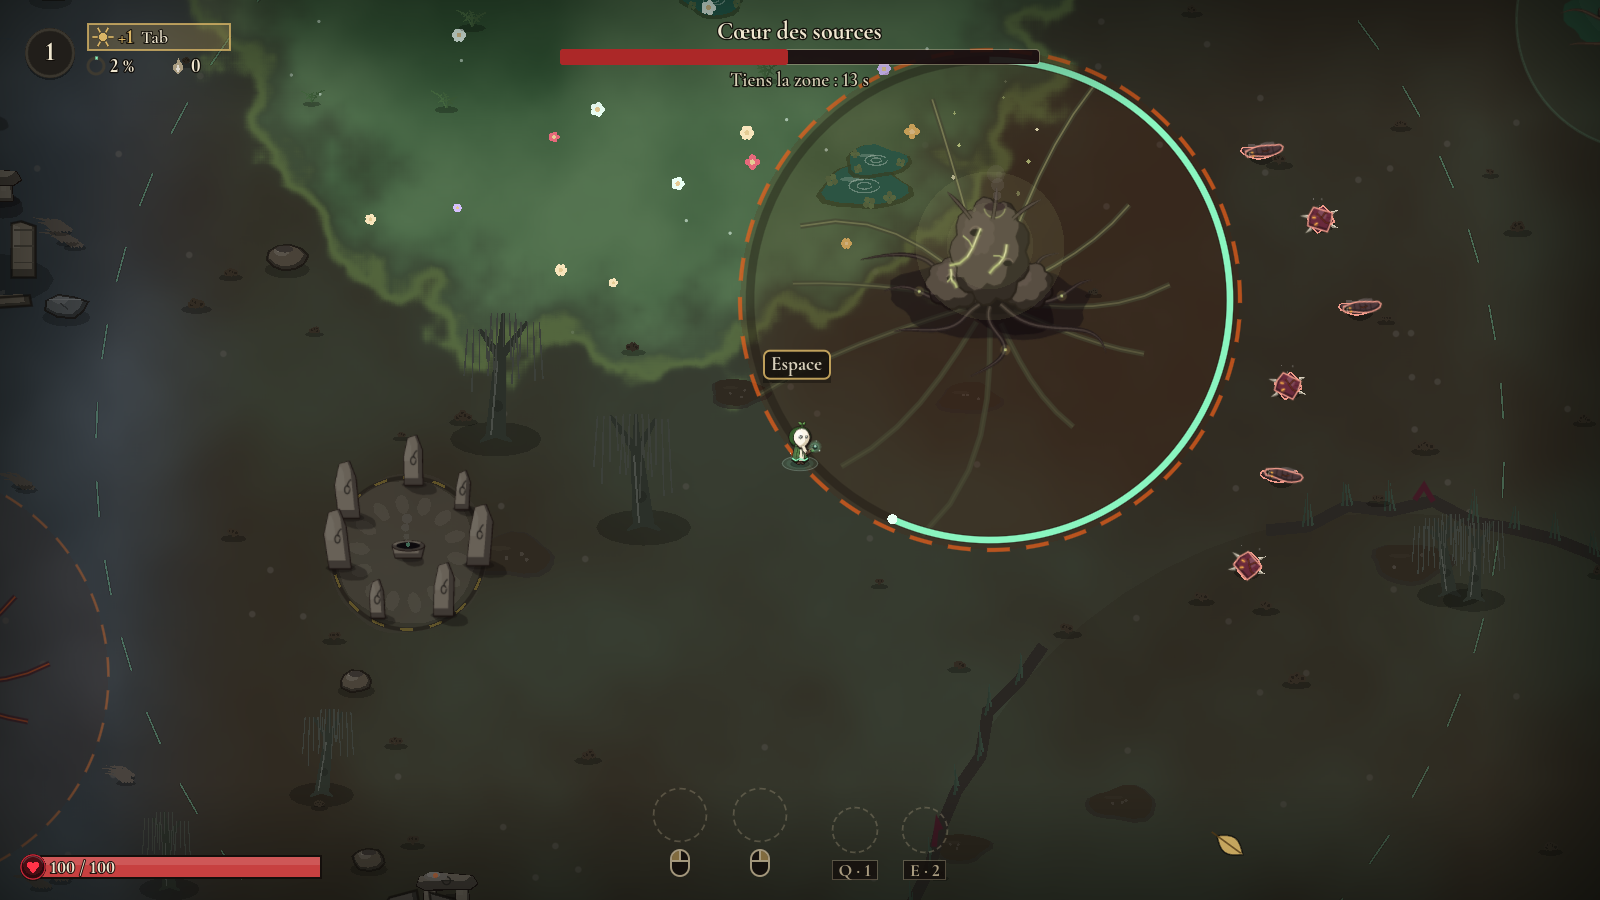 1
+1 Tab
2 %
0
Cœur des sources
Tiens la zone : 13 s
Espace
100 / 100
Q · 1
E · 2